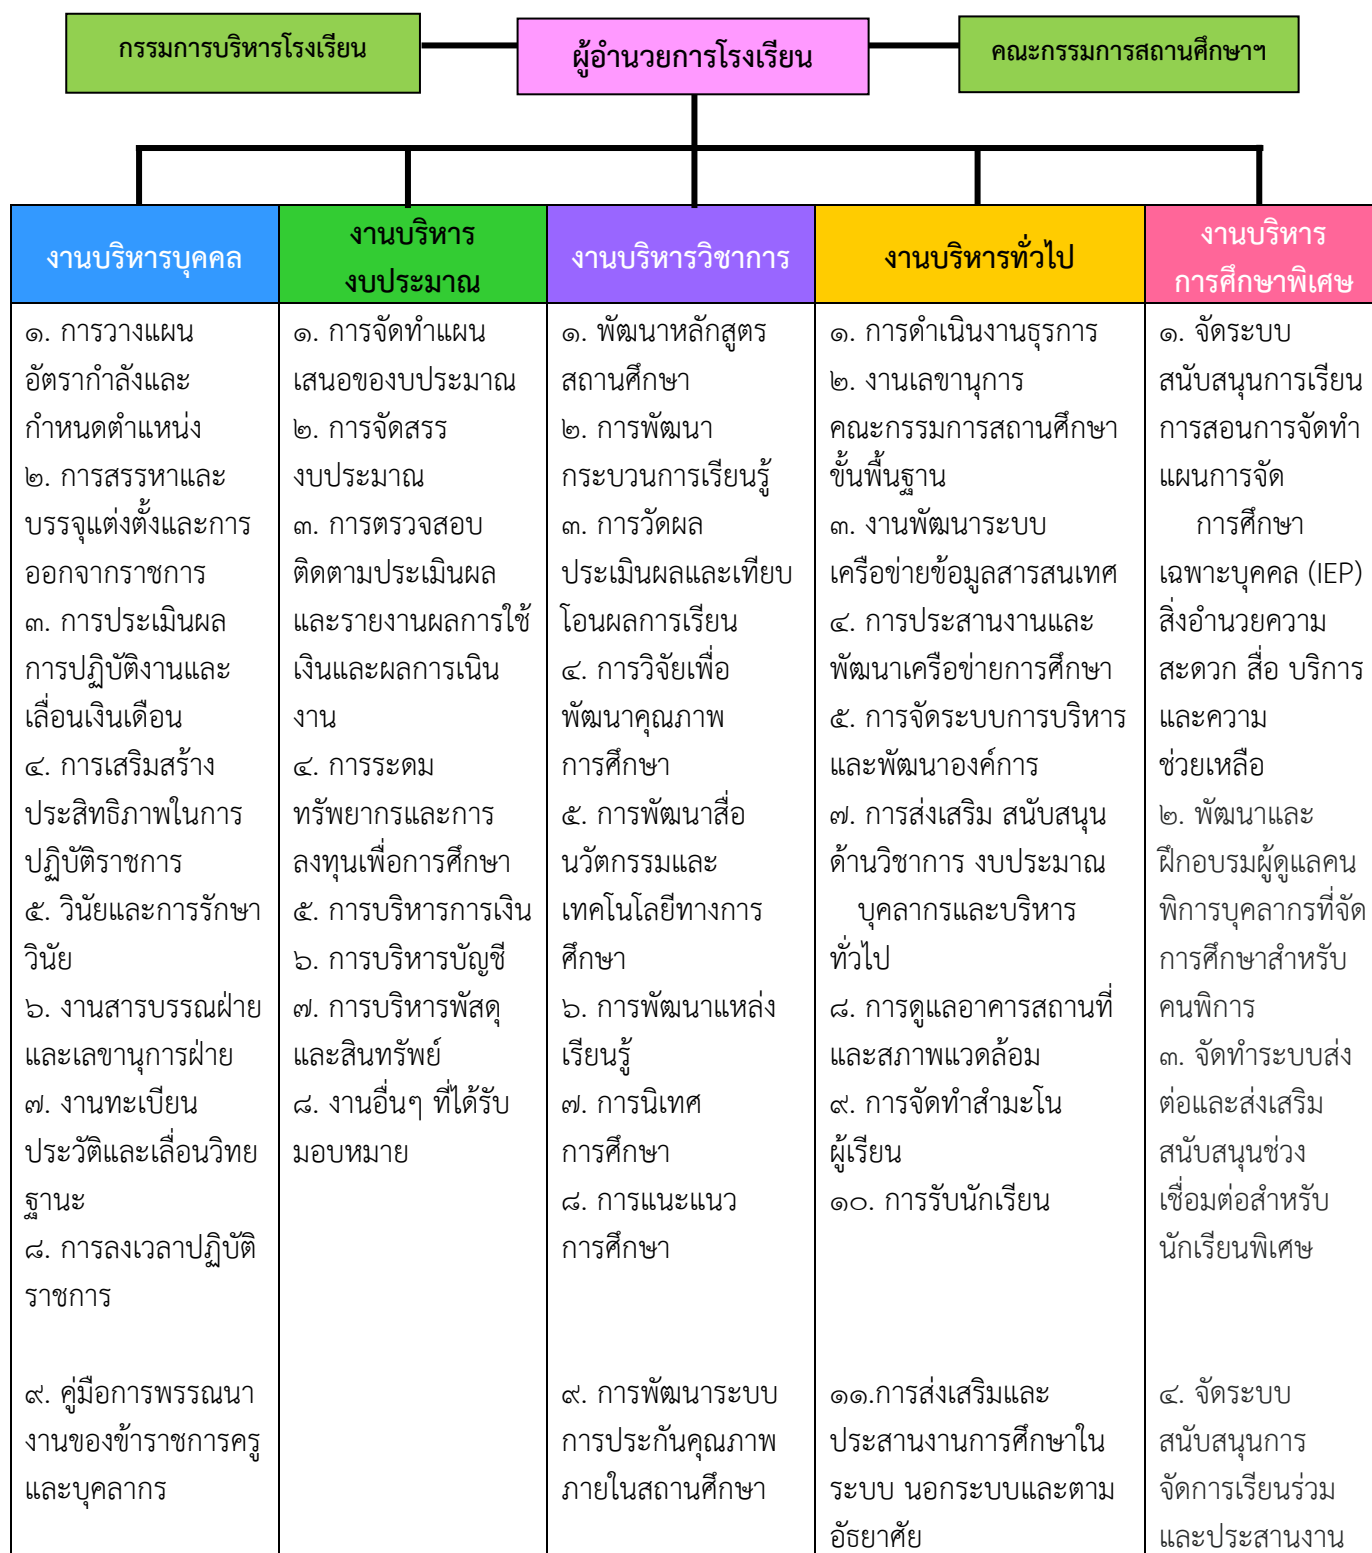 กรรมการบริหารโรงเรียน
ผู้อำนวยการโรงเรียน
คณะกรรมการสถานศึกษาฯ
งานบริหารบุคคล
งานบริหาร
งบประมาณ
งานบริหารวิชาการ
งานบริหารทั่วไป
งานบริหาร
การศึกษาพิเศษ
๑. การวางแผน
อัตรากำลังและ
กำหนดตำแหน่ง
๒. การสรรหาและ
บรรจุแต่งตั้งและการ
ออกจากราชการ
๓. การประเมินผล
การปฏิบัติงานและ
เลื่อนเงินเดือน
๔. การเสริมสร้าง
ประสิทธิภาพในการ
ปฏิบัติราชการ
๕. วินัยและการรักษา
วินัย
๖. งานสารบรรณฝ่าย
และเลขานุการฝ่าย
๗. งานทะเบียน
ประวัติและเลื่อนวิทย
ฐานะ
๘. การลงเวลาปฏิบัติ
ราชการ
๙. คู่มือการพรรณนา
งานของข้าราชการครู
และบุคลากร
๑. การจัดทำแผน
เสนอของบประมาณ
๒. การจัดสรร
งบประมาณ
๓. การตรวจสอบ
ติดตามประเมินผล
และรายงานผลการใช้
เงินและผลการเนิน
งาน
๔. การระดม
ทรัพยากรและการ
ลงทุนเพื่อการศึกษา
๕. การบริหารการเงิน
๖. การบริหารบัญชี
๗. การบริหารพัสดุ
และสินทรัพย์
๘. งานอื่นๆ ที่ได้รับ
มอบหมาย
๑. พัฒนาหลักสูตร
สถานศึกษา
๒. การพัฒนา
กระบวนการเรียนรู้
๓. การวัดผล
ประเมินผลและเทียบ
โอนผลการเรียน
๔. การวิจัยเพื่อ
พัฒนาคุณภาพ
การศึกษา
๕. การพัฒนาสื่อ
นวัตกรรมและ
เทคโนโลยีทางการ
ศึกษา
๖. การพัฒนาแหล่ง
เรียนรู้
๗. การนิเทศ
การศึกษา
๘. การแนะแนว
การศึกษา
๙. การพัฒนาระบบ
การประกันคุณภาพ
ภายในสถานศึกษา
๑. การดำเนินงานธุรการ
๒. งานเลขานุการ
คณะกรรมการสถานศึกษา
ขั้นพื้นฐาน
๓. งานพัฒนาระบบ
เครือข่ายข้อมูลสารสนเทศ
๔. การประสานงานและ
พัฒนาเครือข่ายการศึกษา
๕. การจัดระบบการบริหาร
และพัฒนาองค์การ
๗. การส่งเสริม สนับสนุน
ด้านวิชาการ งบประมาณ
บุคลากรและบริหาร
ทั่วไป
๘. การดูแลอาคารสถานที่
และสภาพแวดล้อม
๙. การจัดทำสำมะโน
ผู้เรียน
๑๐. การรับนักเรียน
๑๑.การส่งเสริมและ
ประสานงานการศึกษาใน
ระบบ นอกระบบและตาม
อัธยาศัย
๑. จัดระบบ
สนับสนุนการเรียน
การสอนการจัดทำ
แผนการจัด
การศึกษา
เฉพาะบุคคล (IEP)
สิ่งอำนวยความ
สะดวก สื่อ บริการ
และความ
ช่วยเหลือ
๒. พัฒนาและ
ฝึกอบรมผู้ดูแลคน
พิการบุคลากรที่จัด
การศึกษาสำหรับ
คนพิการ
๓. จัดทำระบบส่ง
ต่อและส่งเสริม
สนับสนุนช่วง
เชื่อมต่อสำหรับ
นักเรียนพิเศษ
๔. จัดระบบ
สนับสนุนการ
จัดการเรียนร่วม
และประสานงาน